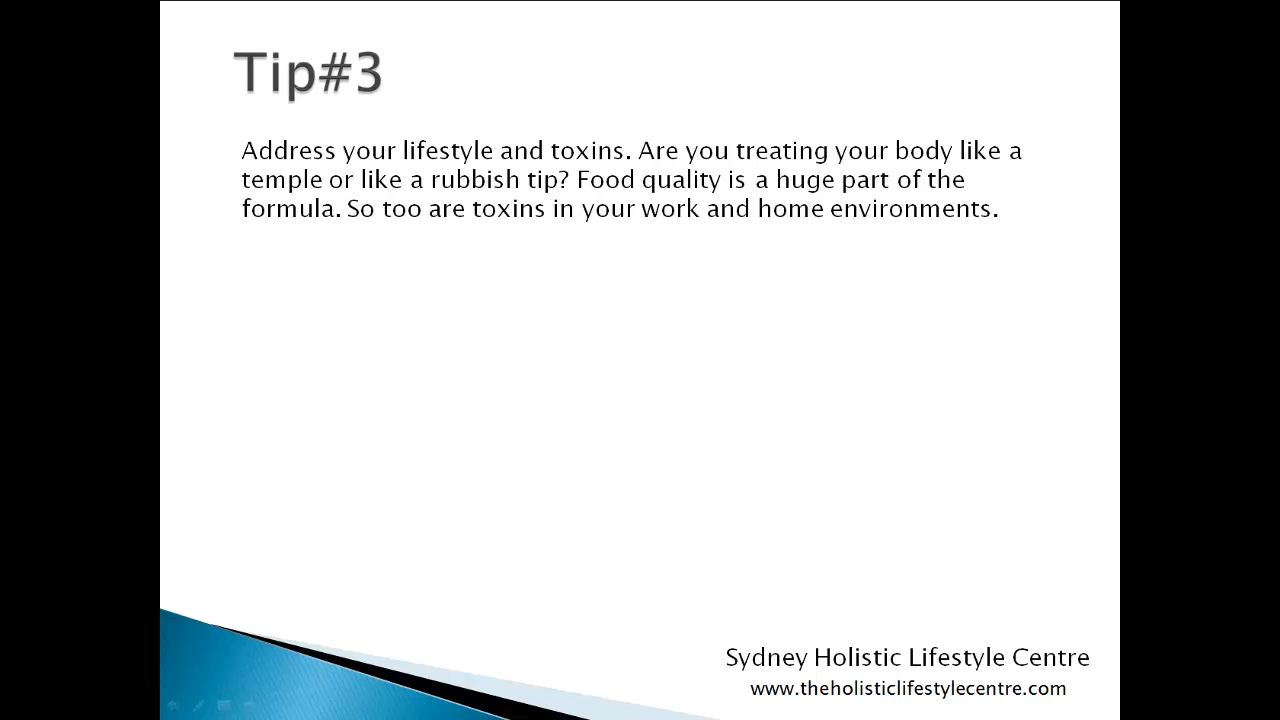 Tip#3
Address your lifestyle and toxins. Are you treating your body like a
temple or like a rubbish tip? Food quality is a huge part of the
formula. So too are toxins in your work and home environments.
Sydney Holistic Lifestyle Centre
www.theholisticlifestylecentre.com